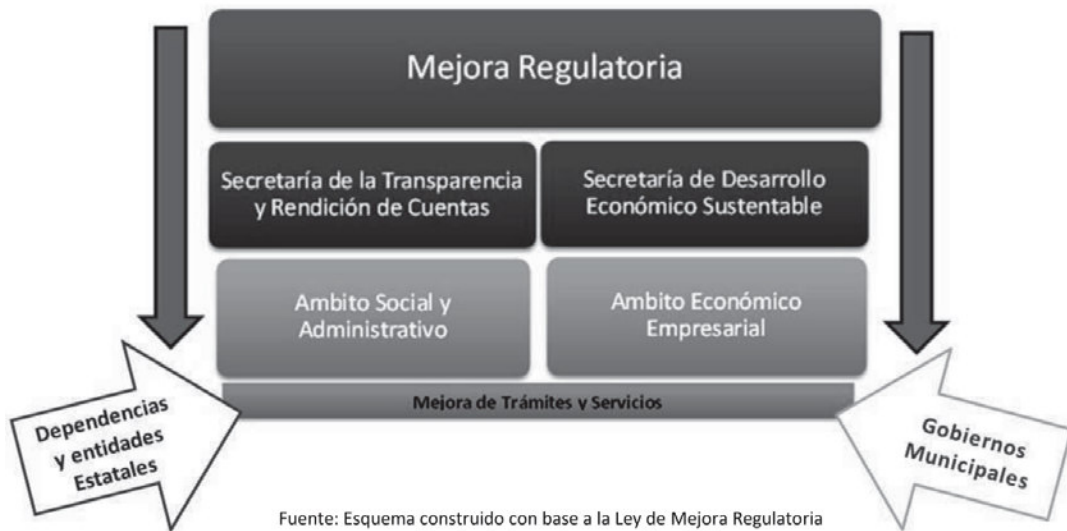 Mejora Regulatoria
Secretaría de la Transparencia
y Rendición de Cuentas
Secretaría de Desarrollo
Económico Sustentable
Ambito Social y
Administrativo
Ambito Económico
Empresarial
Mejora de Trámites y Servicios
Dependencias
y entidades
Estatales
Gobiernos
Municipales
Fuente: Esquema construido con base a la Ley de Mejora Regulatoria